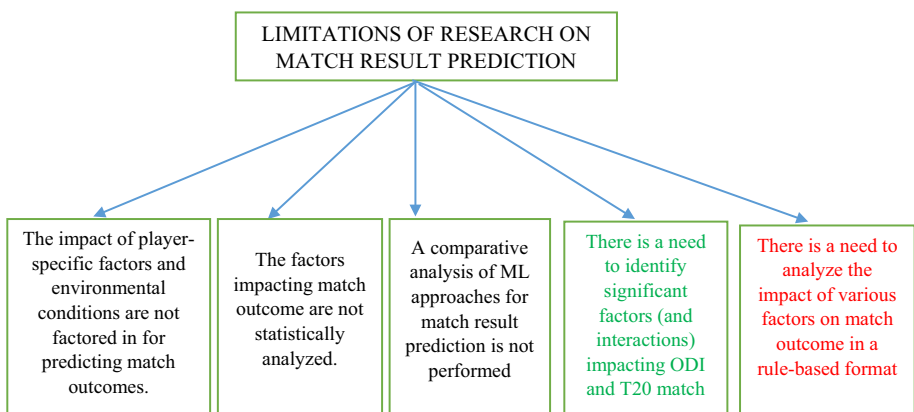 LIMITATIONS OF RESEARCH ON
MATCH RESULT PREDICTION
The impact of player-
specific factors and
environmental
conditions are not
factored in for
predicting match
outcomes.
The factors
impacting match
outcome are not
statistically
analyzed.
A comparative
analysis of ML
approaches for
match result
prediction is not
performed
There is a need
to identify
significant
factors (and
interactions)
impacting ODI
and T20 match
There is a need to
analyze the
impact of various
factors on match
outcome in a
rule-based format